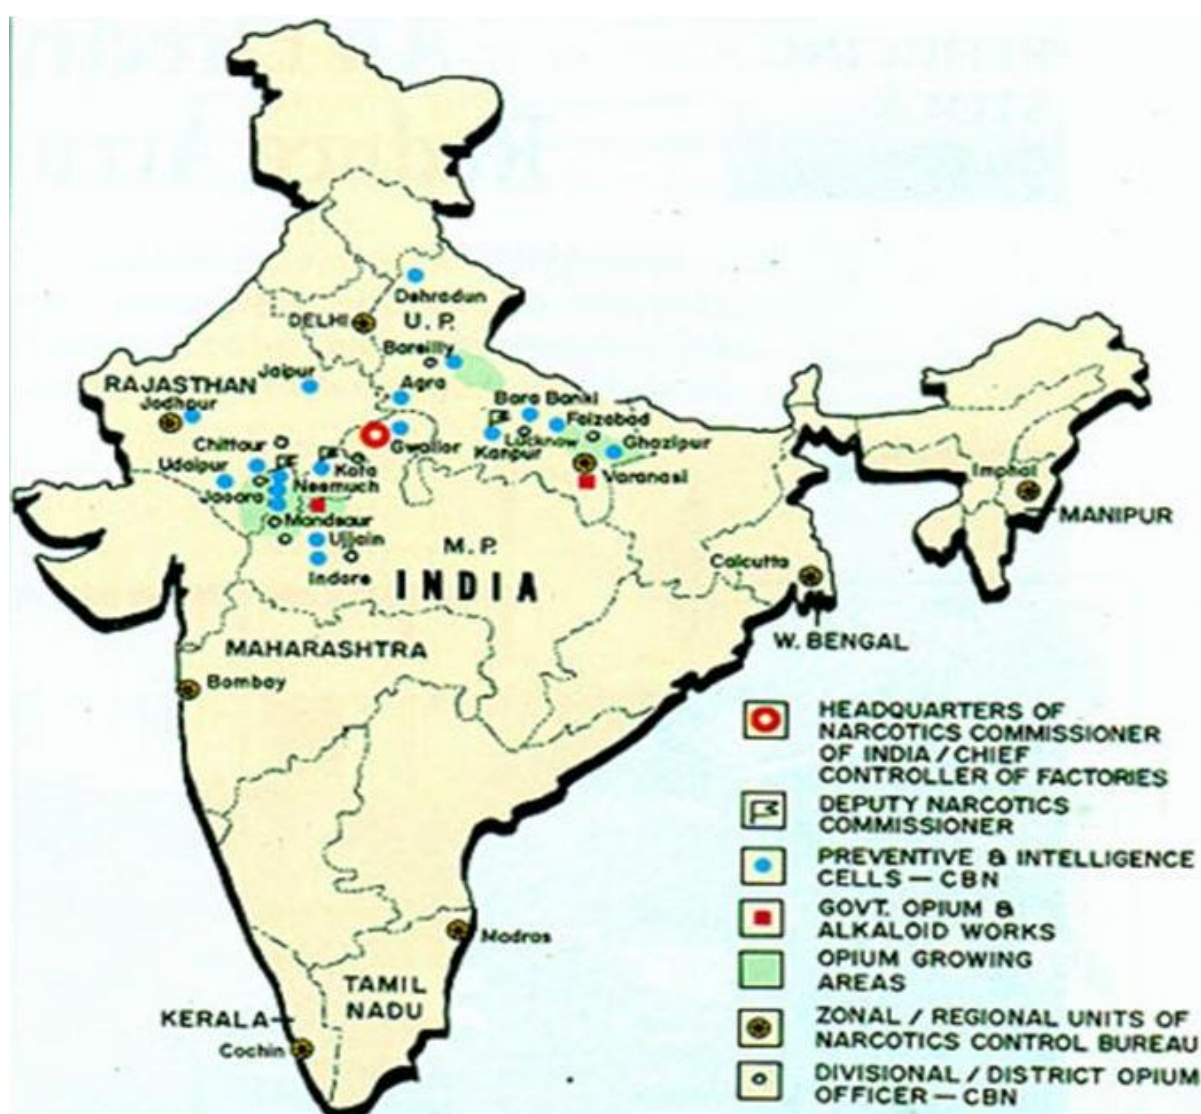 Dehradun
DELHI
U. P.
Bareilly
Jaipur
RAJASTHAN
Agra
Jodhpur
Bara Banki
Faizabad
Chittaur
Gwalior
Lucknow
Ghazipur
Kanpur
Udaipur
Kota
Neemuch
Varanasi
Imphal
Jaoara
MANIPUR
Mandsaur
Ujjain
M.P.
Calcutta
Indore
INDIA
W. BENGAL
MAHARASHTRA
Bombay
Madras
TAMIL
NADU
KERALA
Cochin
HEADQUARTERS OF
NARCOTICS COMMISSIONER
OF INDIA / CHIEF
CONTROLLER OF FACTORIES
DEPUTY NARCOTICS
COMMISSIONER
PREVENTIVE & INTELLIGENCE
CELLS — CBN
GOVT. OPIUM &
ALKALOID WORKS
OPIUM GROWING
AREAS
ZONAL / REGIONAL UNITS OF
NARCOTICS CONTROL BUREAU
DIVISIONAL / DISTRICT OPIUM
OFFICER — CBN